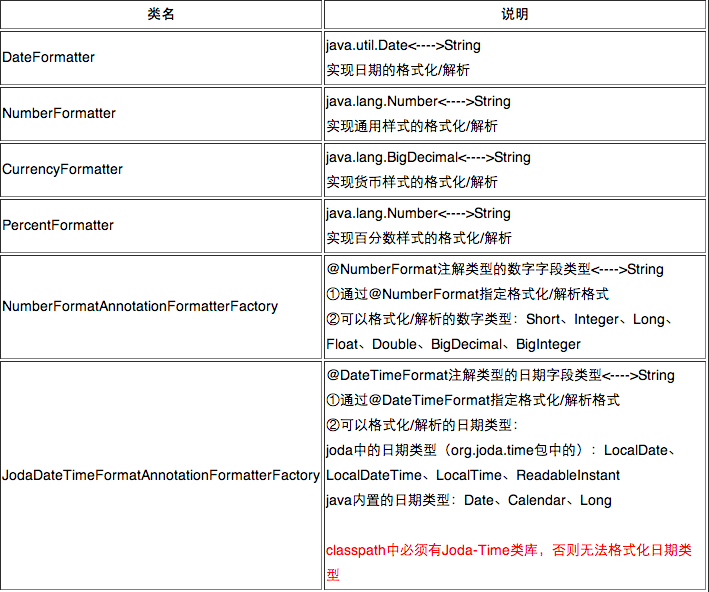 类名
说明
DateFormatter
java.util.Date<---->String
实现日期的格式化/解析
NumberFormatter
java.lang.Number<---->String
实现通用样式的格式化/解析
CurrencyFormatter
java.lang.BigDecimal<---->String
实现货币样式的格式化/解析
PercentFormatter
java.lang.Number<---->String
实现百分数样式的格式化/解析
NumberFormatAnnotationFormatterFactory
@NumberFormat注解类型的数字字段类型<---->String
①通过@NumberFormat指定格式化/解析格式
②可以格式化/解析的数字类型：Short、Integer、Long、
Float、Double、BigDecimal、BigInteger
JodaDateTimeFormatAnnotationFormatterFactory
@DateTimeFormat注解类型的日期字段类型<---->String
①通过@DateTimeFormat指定格式化/解析格式
②可以格式化/解析的日期类型：
joda中的日期类型（org.joda.time包中的）：LocalDate、
LocalDateTime、LocalTime、ReadableInstant
java内置的日期类型：Date、Calendar、Long
classpath中必须有Joda-Time类库，否则无法格式化日期类
型